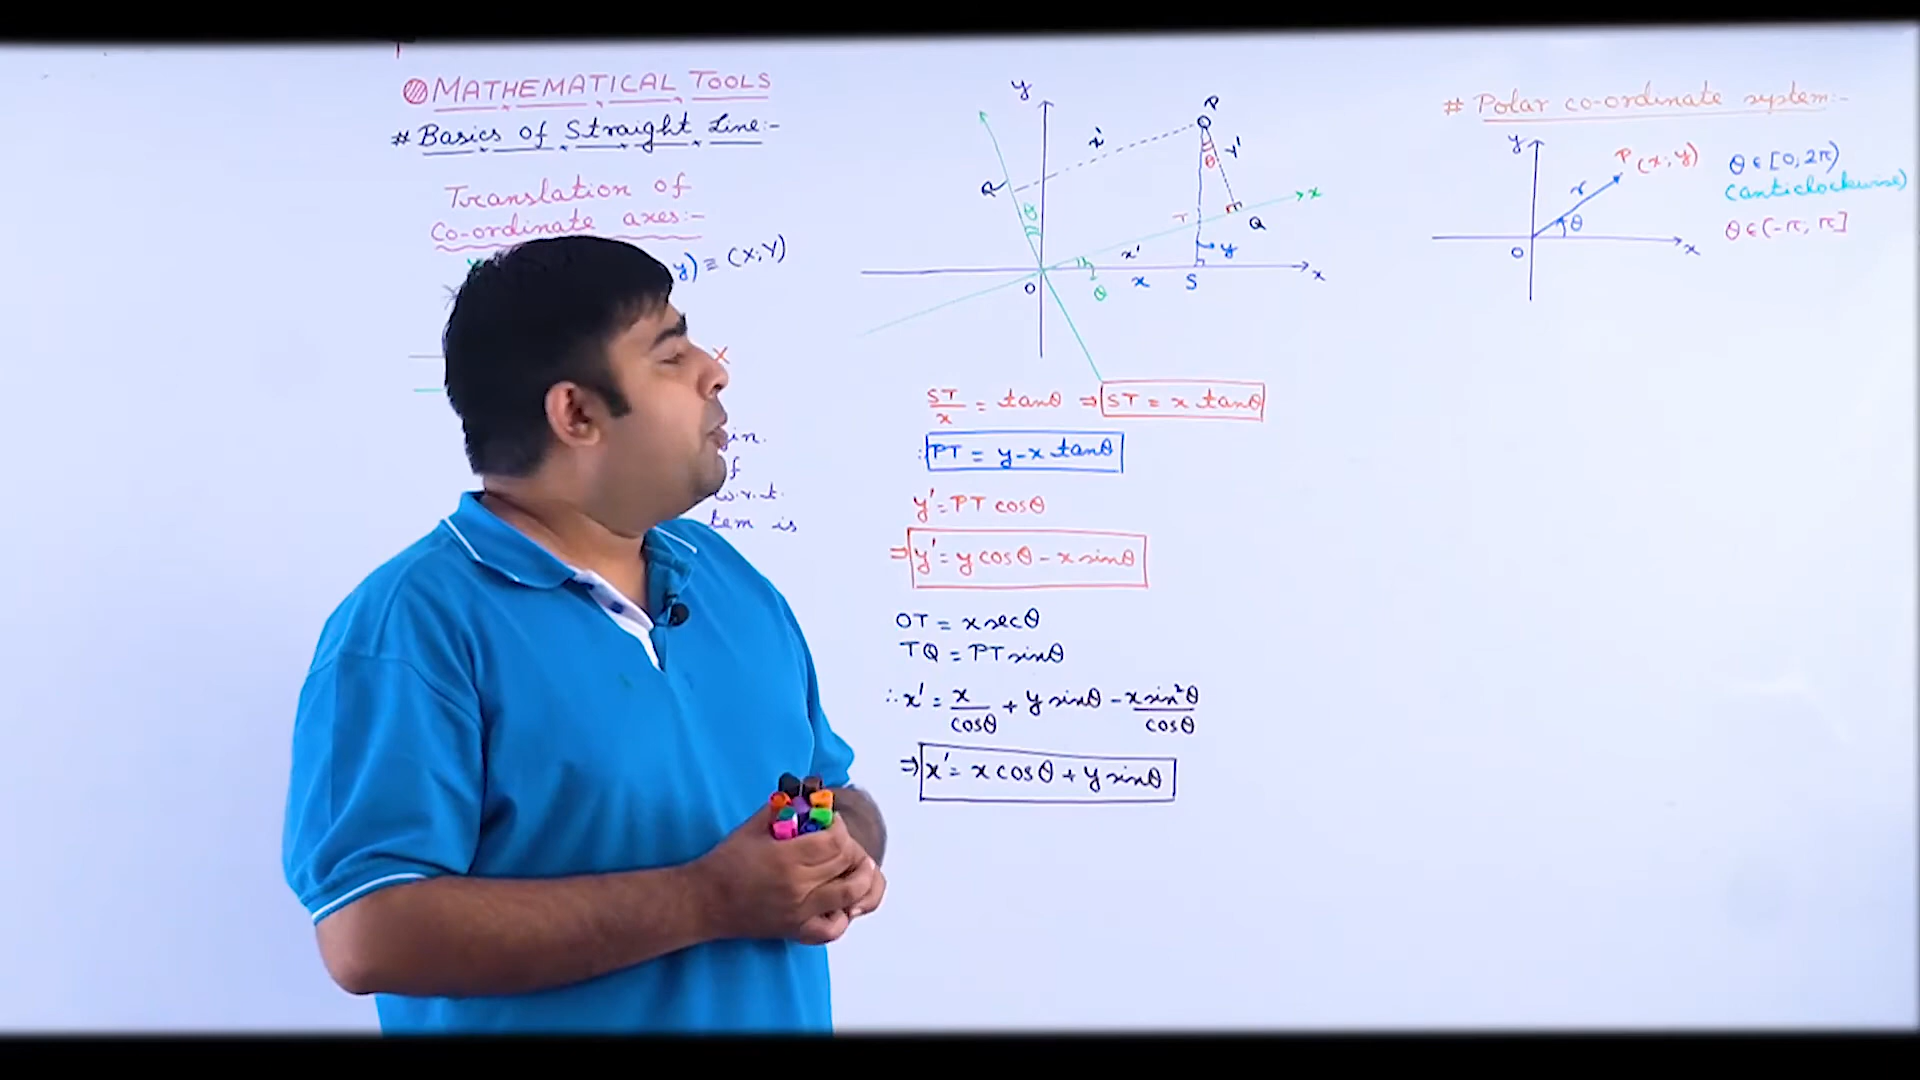 MATHEMATICAL TOOLS
# Basics of Straight Line:-
Translation of
Co-ordinate axes:-
y) ≡ (X,Y)
X
gin.
f
w.r.t.
tem is
y
P
x'
y'
R
θ
θ
x
T
Q
x'
y
O
θ
x
S
x
ST/x = tanθ ⇒ ST = x tanθ
∴ PT = y-x tanθ
y' = PT cosθ
⇒ y' = y cosθ - x sinθ
OT = x secθ
TQ = PT sinθ
∴ x' = x/cosθ + y sinθ - x sin²θ/cosθ
⇒ x' = x cosθ + y sinθ
# Polar co-ordinate system:-
y
P (x,y)
r
θ
O
x
θ ∈ [0, 2π)
(anticlockwise)
θ ∈ (-π, π]